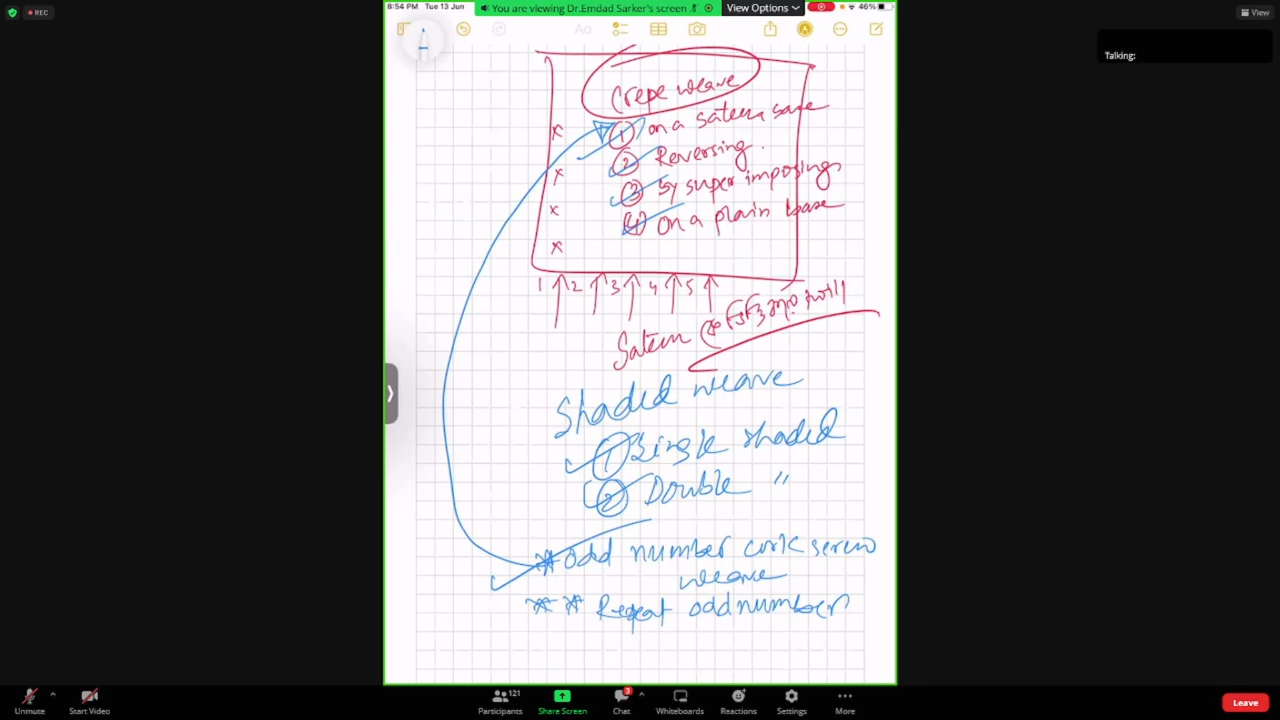 8:54 PM Tue 13 Jun
You are viewing Dr.Emdad Sarker's screen
View Options
46%
REC
View
Talking:
Aa
Crepe weave
① on a sateen base
② Reversing.
③ by super imposing
④ on a plain base
1 2 3 4 5
Sateen
Shaded weave
① Single shaded
② Double "
* odd number cork screw
weave
** Repeat odd number
Unmute
Start Video
121
Participants
Share Screen
3
Chat
Whiteboards
Reactions
Settings
More
Leave